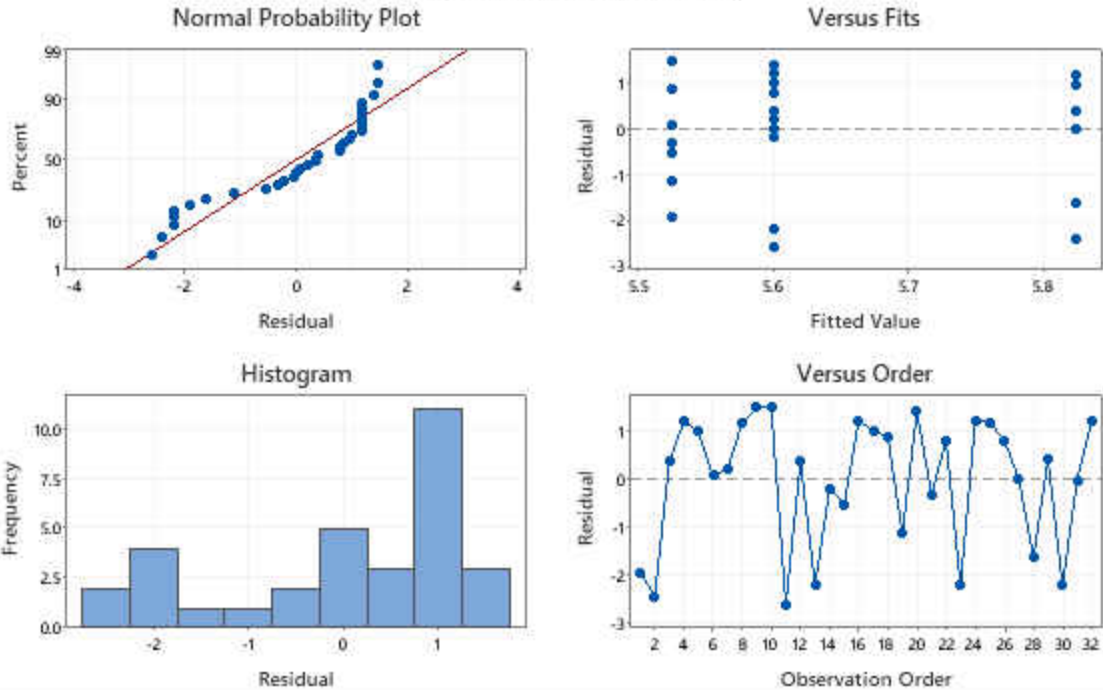 Normal Probability Plot
99
90
50
10
1
Percent
-4 -2 0 2 4
Residual
Versus Fits
1
0
-1
-2
-3
Residual
5.5 5.6 5.7 5.8
Fitted Value
Histogram
10.0
7.5
5.0
2.5
0.0
Frequency
-2 -1 0 1
Residual
Versus Order
1
0
-1
-2
-3
Residual
2 4 6 8 10 12 14 16 18 20 22 24 26 28 30 32
Observation Order